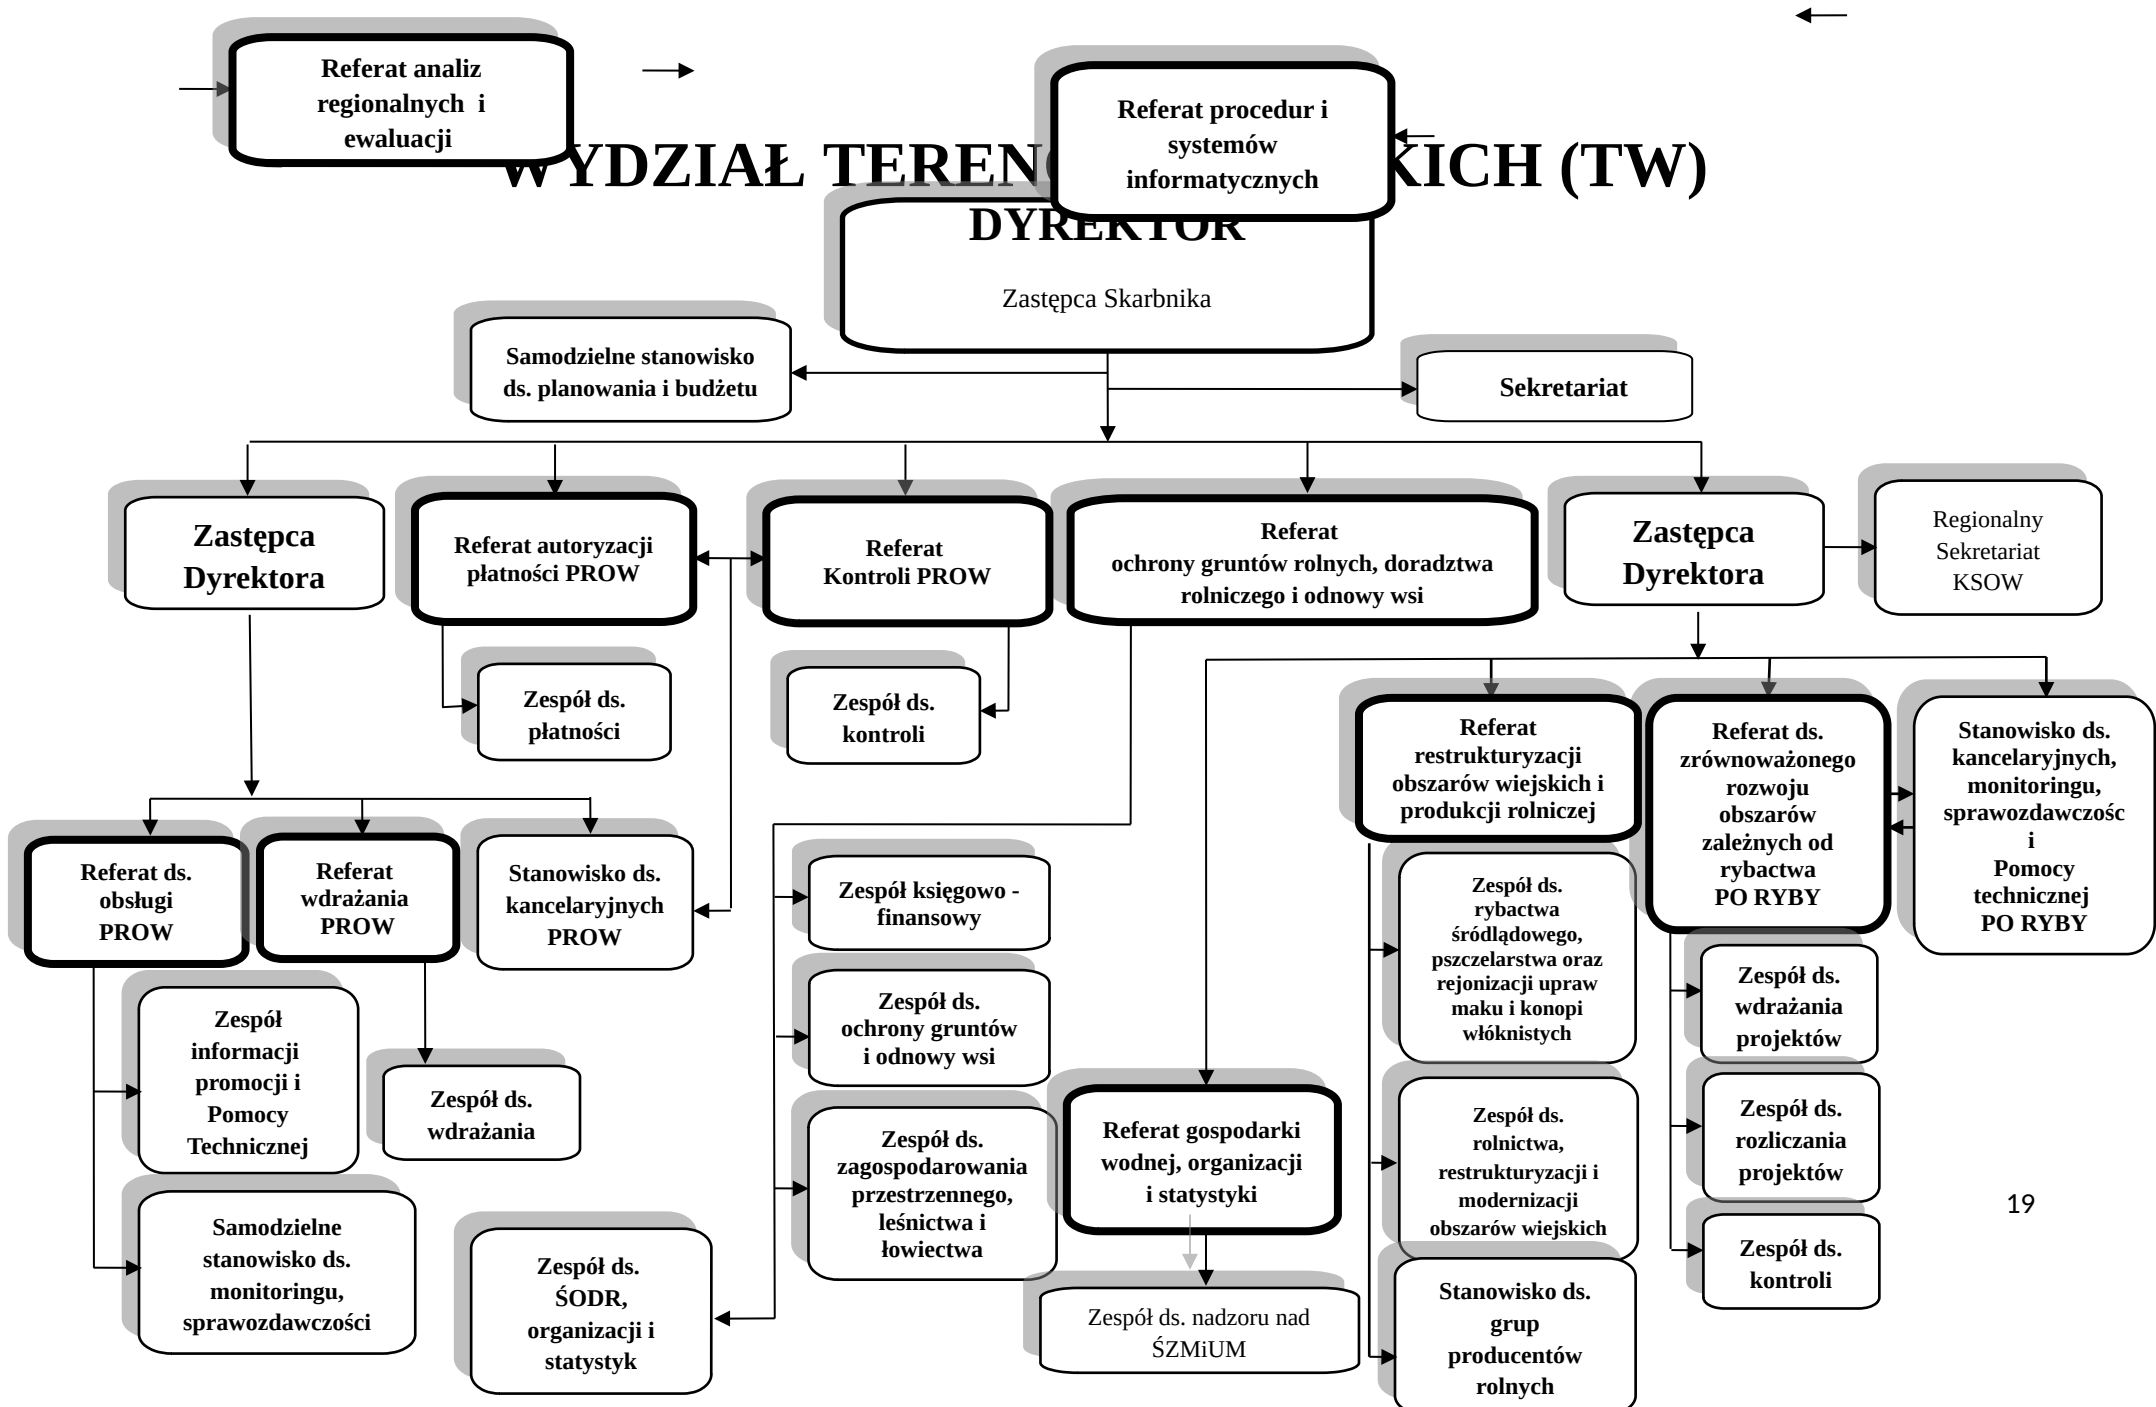 Referat analiz
regionalnych i
ewaluacji
Referat procedur i
systemów
informatycznych
WYDZIAŁ KICH (TW)
DYREKTOR
Zastępca Skarbnika
Samodzielne stanowisko
ds. planowania i budżetu
Sekretariat
Zastępca
Dyrektora
Referat autoryzacji
płatności PROW
Referat
Kontroli PROW
Referat
ochrony gruntów rolnych, doradztwa
rolniczego i odnowy wsi
Zastępca
Dyrektora
Regionalny
Sekretariat
KSOW
Zespół ds.
płatności
Zespół ds.
kontroli
Referat
restrukturyzacji
obszarów wiejskich i
produkcji rolniczej
Referat ds.
zrównoważonego
rozwoju
obszarów
zależnych od
rybactwa
PO RYBY
Stanowisko ds.
kancelaryjnych,
monitoringu,
sprawozdawczośc
i
Pomocy
technicznej
PO RYBY
Referat ds.
obsługi
PROW
Referat
wdrażania
PROW
Stanowisko ds.
kancelaryjnych
PROW
Zespół księgowo -
finansowy
Zespół ds.
ochrony gruntów
i odnowy wsi
Zespół ds.
zagospodarowania
przestrzennego,
leśnictwa i
łowiectwa
Zespół
informacji
promocji i
Pomocy
Technicznej
Zespół ds.
wdrażania
Samodzielne
stanowisko ds.
monitoringu,
sprawozdawczości
Zespół ds.
ŚODR,
organizacji i
statystyk
Referat gospodarki
wodnej, organizacji
i statystyki
Zespół ds. nadzoru nad
ŚZMiUM
Zespół ds.
rybactwa
śródlądowego,
pszczelarstwa oraz
rejonizacji upraw
maku i konopi
włóknistych
Zespół ds.
rolnictwa,
restrukturyzacji i
modernizacji
obszarów wiejskich
Stanowisko ds.
grup
producentów
rolnych
Zespół ds.
wdrażania
projektów
Zespół ds.
rozliczania
projektów
Zespół ds.
kontroli
19